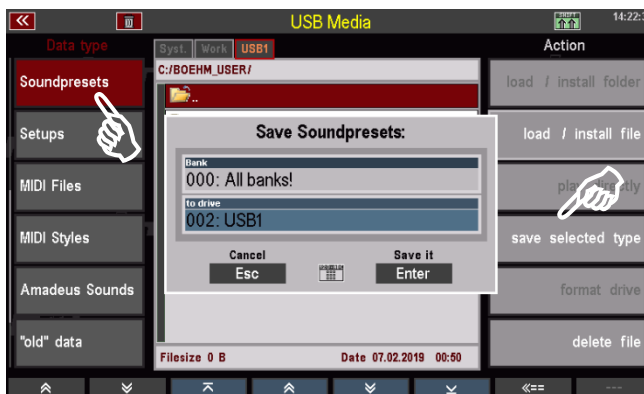 USB Media
14:22:
Data type
Syst. Work USB1
Action
C:/BOEHM_USER/
..
Soundpresets
Setups
MIDI Files
MIDI Styles
Amadeus Sounds
"old" data
Save Soundpresets:
Bank
000: All banks!
to drive
002: USB1
Cancel
Save it
Esc
Enter
load / install folder
load / install file
play directly
save selected type
format drive
delete file
Filesize 0 B
Date 07.02.2019 00:50
«==
---